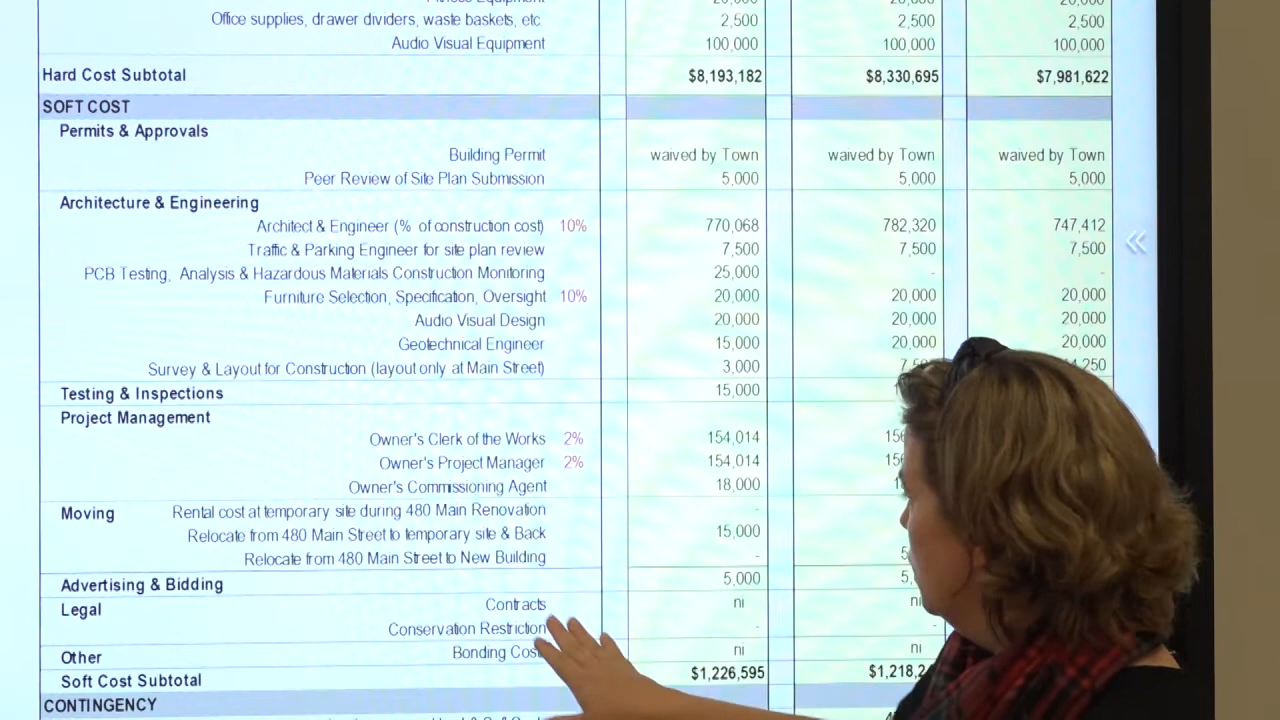 Office supplies, drawer dividers, waste baskets, etc. 2,500 2,500 2,500
Audio Visual Equipment 100,000 100,000 100,000
Hard Cost Subtotal $8,193,182 $8,330,695 $7,981,622
SOFT COST
Permits & Approvals
Building Permit waived by Town waived by Town waived by Town
Peer Review of Site Plan Submission 5,000 5,000 5,000
Architecture & Engineering
Architect & Engineer (% of construction cost) 10% 770,068 782,320 747,412
Traffic & Parking Engineer for site plan review 7,500 7,500 7,500
PCB Testing, Analysis & Hazardous Materials Construction Monitoring 25,000 - -
Furniture Selection, Specification, Oversight 10% 20,000 20,000 20,000
Audio Visual Design 20,000 20,000 20,000
Geotechnical Engineer 15,000 20,000 20,000
Survey & Layout for Construction (layout only at Main Street) 3,000
Testing & Inspections 15,000
Project Management
Owner's Clerk of the Works 2% 154,014
Owner's Project Manager 2% 154,014
Owner's Commissioning Agent 18,000
Moving Rental cost at temporary site during 480 Main Renovation -
Relocate from 480 Main Street to temporary site & Back 15,000
Relocate from 480 Main Street to New Building -
Advertising & Bidding 5,000
Legal Contracts ni ni
Conservation Restriction - -
Other Bonding Cost ni ni
Soft Cost Subtotal $1,226,595
CONTINGENCY